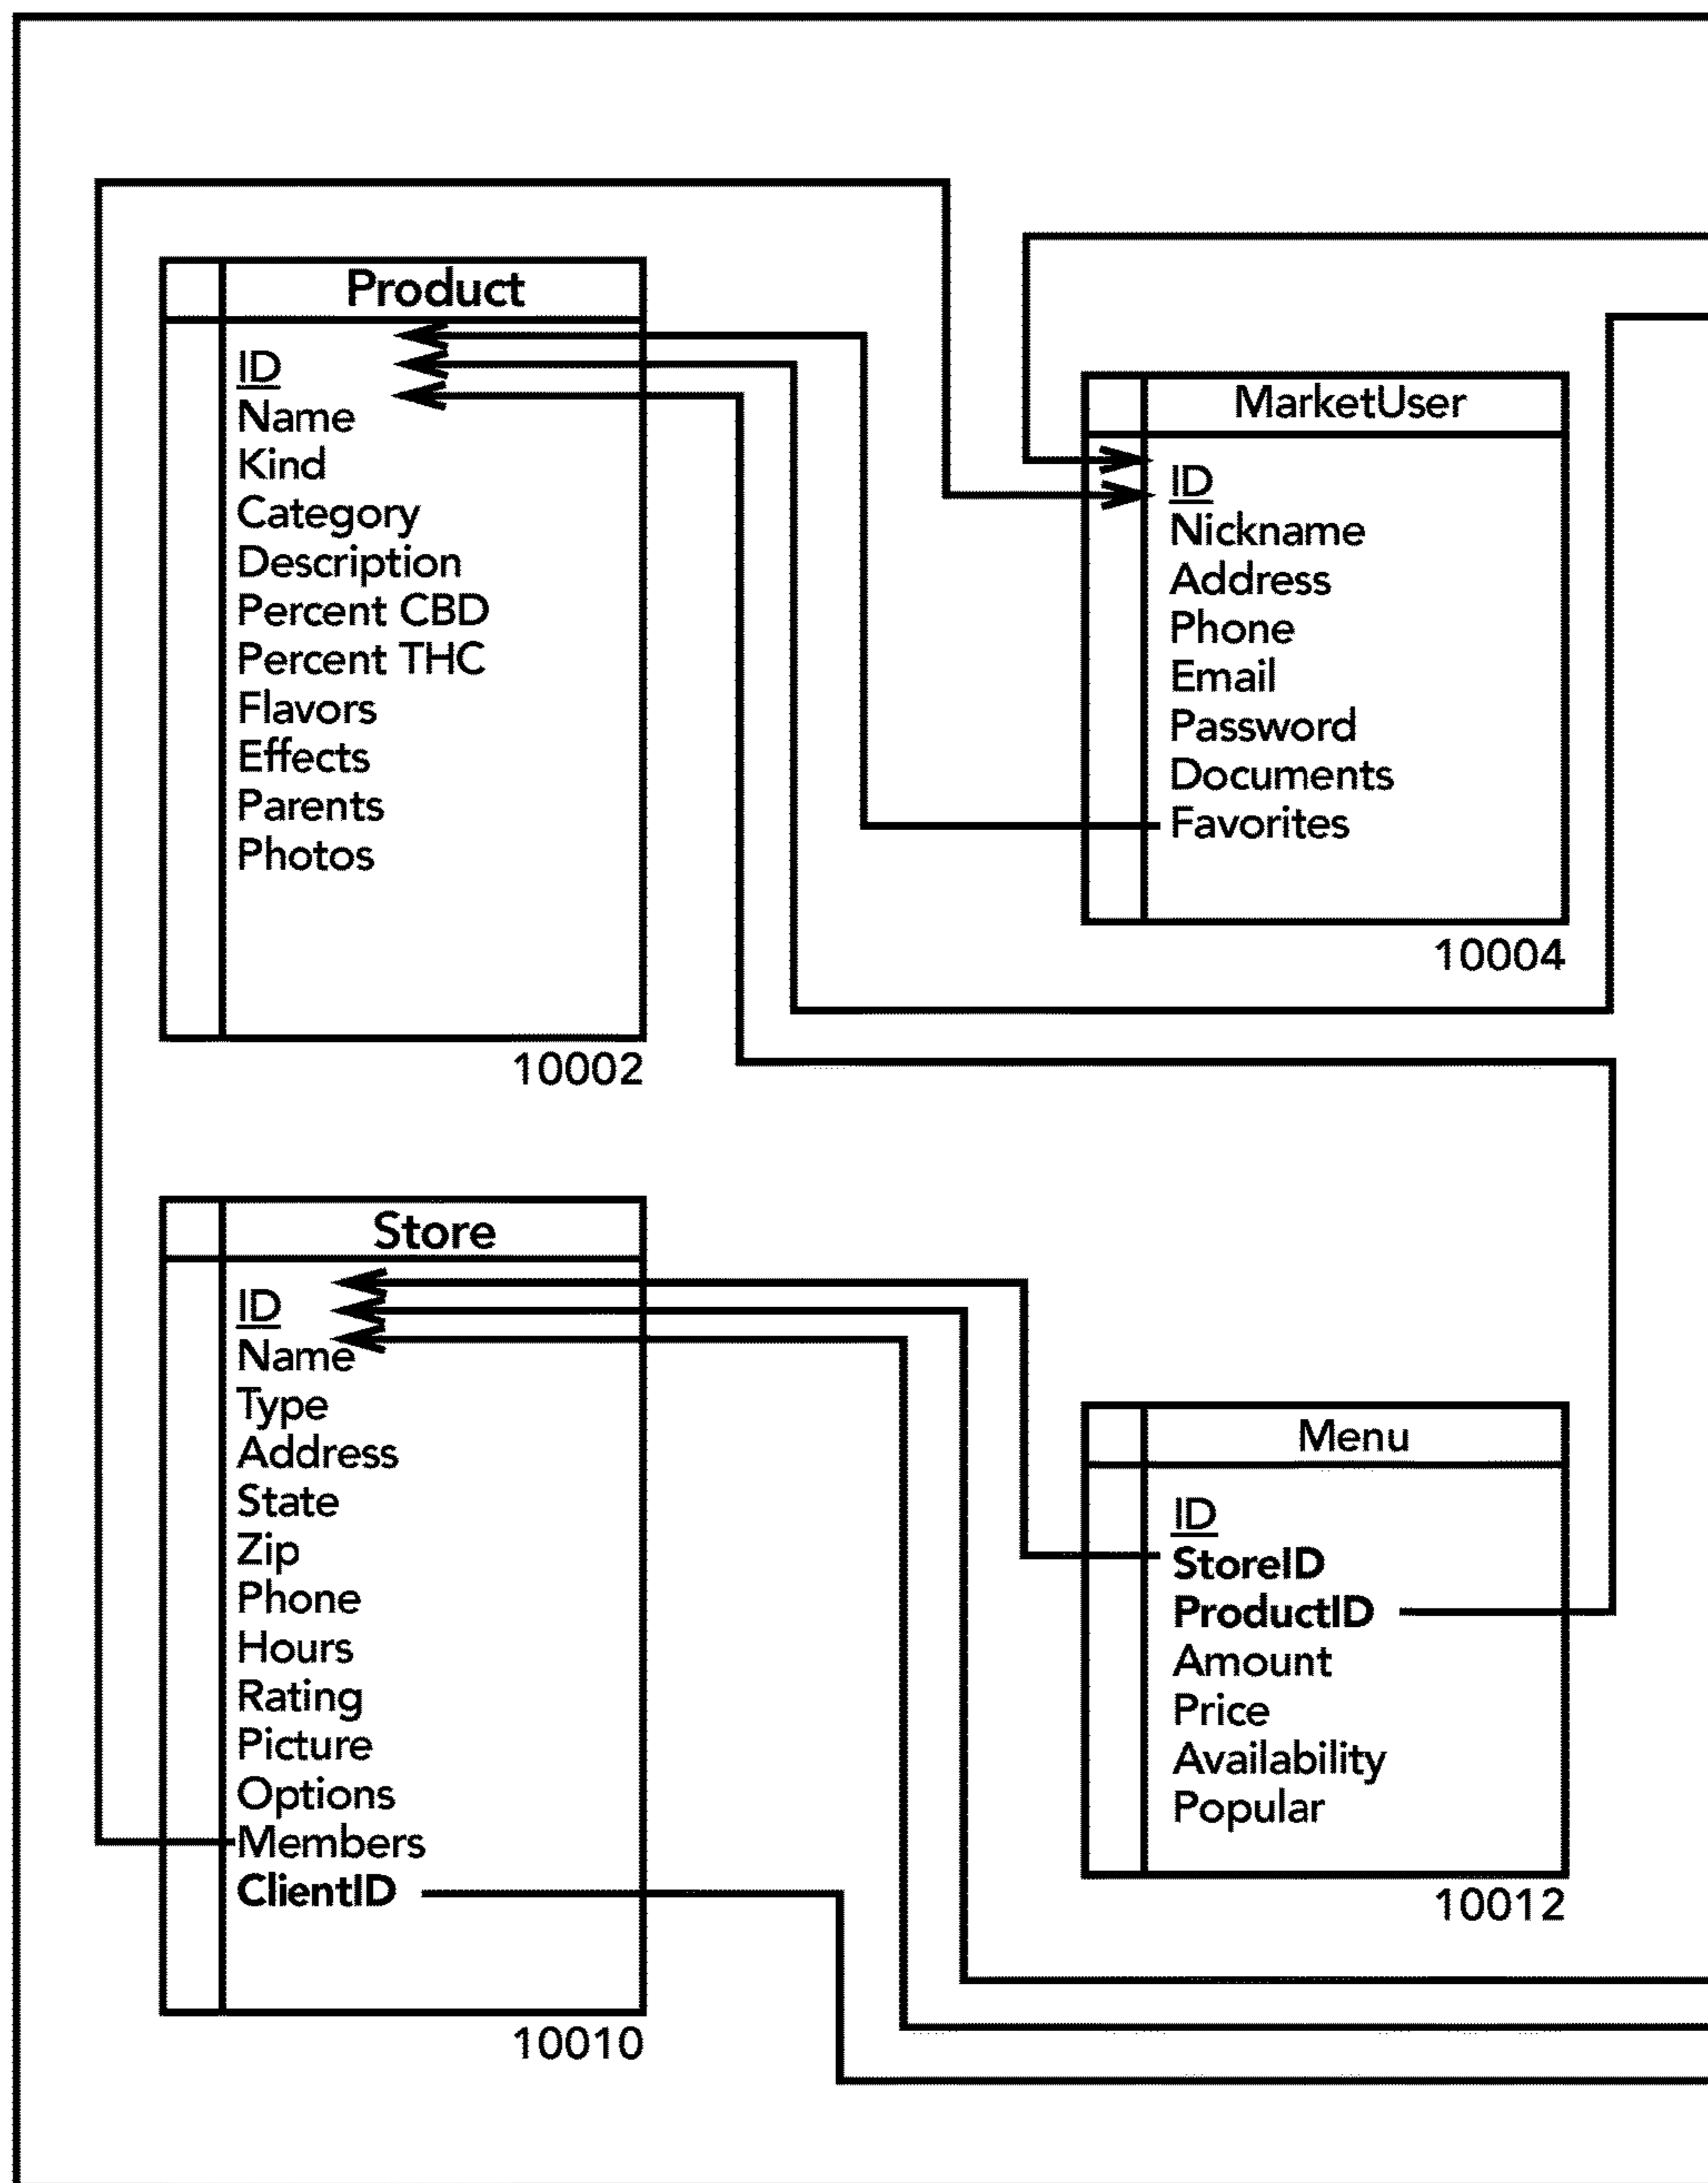 Product
ID
Name
Kind
Category
Description
Percent CBD
Percent THC
Flavors
Effects
Parents
Photos
10002
MarketUser
ID
Nickname
Address
Phone
Email
Password
Documents
Favorites
10004
Store
ID
Name
Type
Address
State
Zip
Phone
Hours
Rating
Picture
Options
Members
ClientID
10010
Menu
ID
StoreID
ProductID
Amount
Price
Availability
Popular
10012